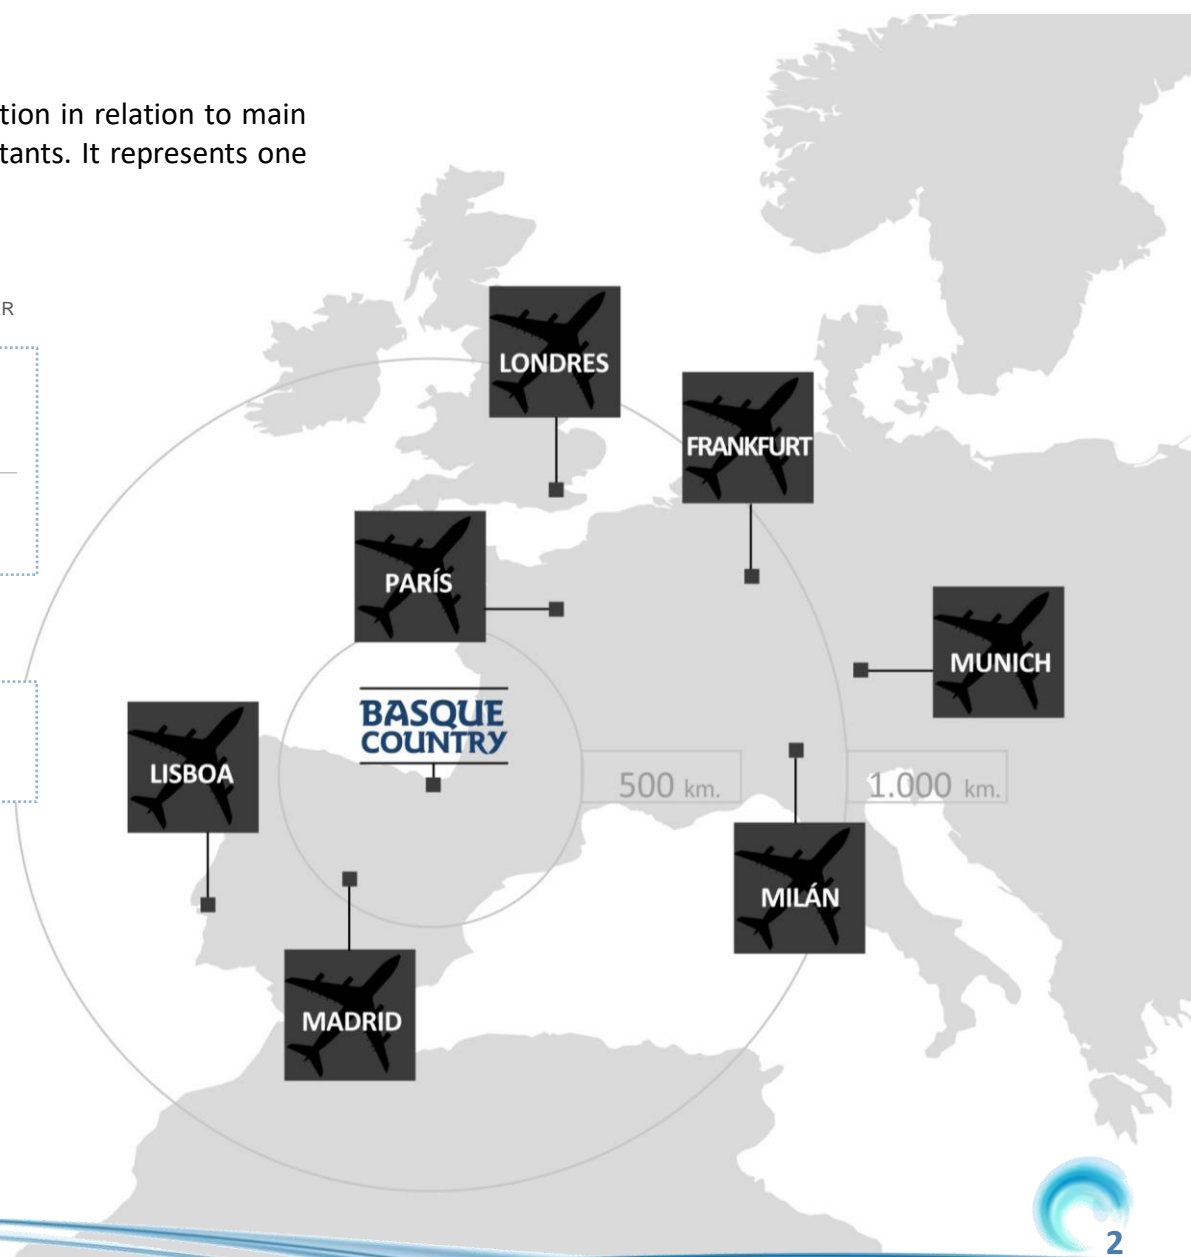 tion in relation to main
tants. It represents one
R
LONDRES
FRANKFURT
PARÍS
MUNICH
BASQUE
COUNTRY
LISBOA
500 km.
1.000 km.
MILÁN
MADRID
2